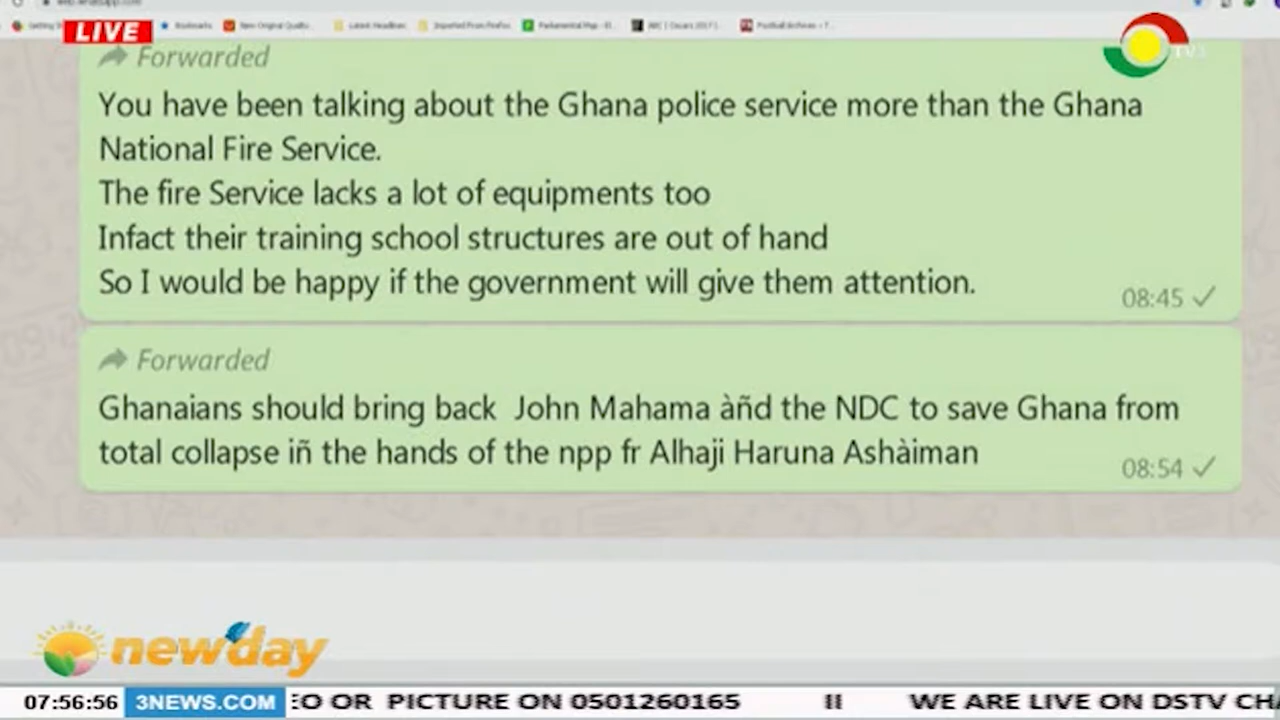 LIVE
Forwarded
You have been talking about the Ghana police service more than the Ghana
National Fire Service.
The fire Service lacks a lot of equipments too
Infact their training school structures are out of hand
So I would be happy if the government will give them attention.
08:45
Forwarded
Ghanaians should bring back John Mahama àñd the NDC to save Ghana from
total collapse iñ the hands of the npp fr Alhaji Haruna Ashàiman
08:54
newday
07:56:56 3NEWS.COM EO OR PICTURE ON 0501260165 II WE ARE LIVE ON DSTV CH